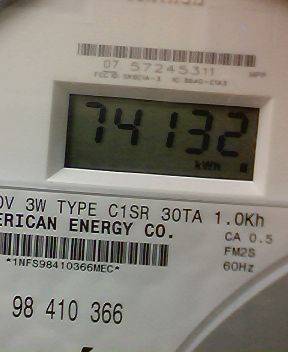 07 57245311
74132
kWh
0V 3W TYPE C1SR 30TA 1.0Kh
ERICAN ENERGY CO.
CA 0.5
FM2S
60Hz
*1NFS98410366MEC*
98 410 366